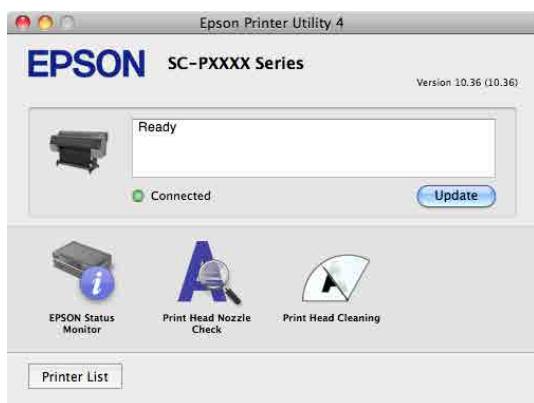 Epson Printer Utility 4
EPSON
SC-PXXXX Series
Version 10.36 (10.36)
Ready
Connected
Update
EPSON Status
Monitor
Print Head Nozzle
Check
Print Head Cleaning
Printer List